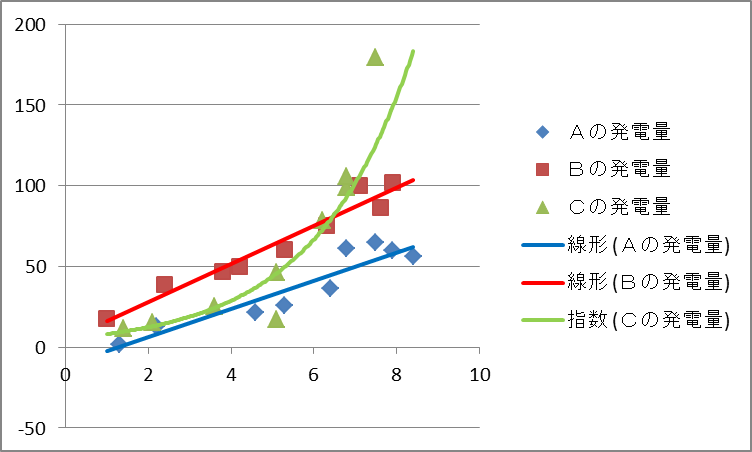 200
150
100
50
0
-50
0 2 4 6 8 10
Ａの発電量
Ｂの発電量
Ｃの発電量
線形 (Ａの発電量)
線形 (Ｂの発電量)
指数 (Ｃの発電量)